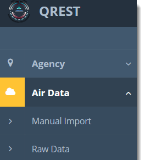 QREST
Agency
Air Data
Manual Import
Raw Data